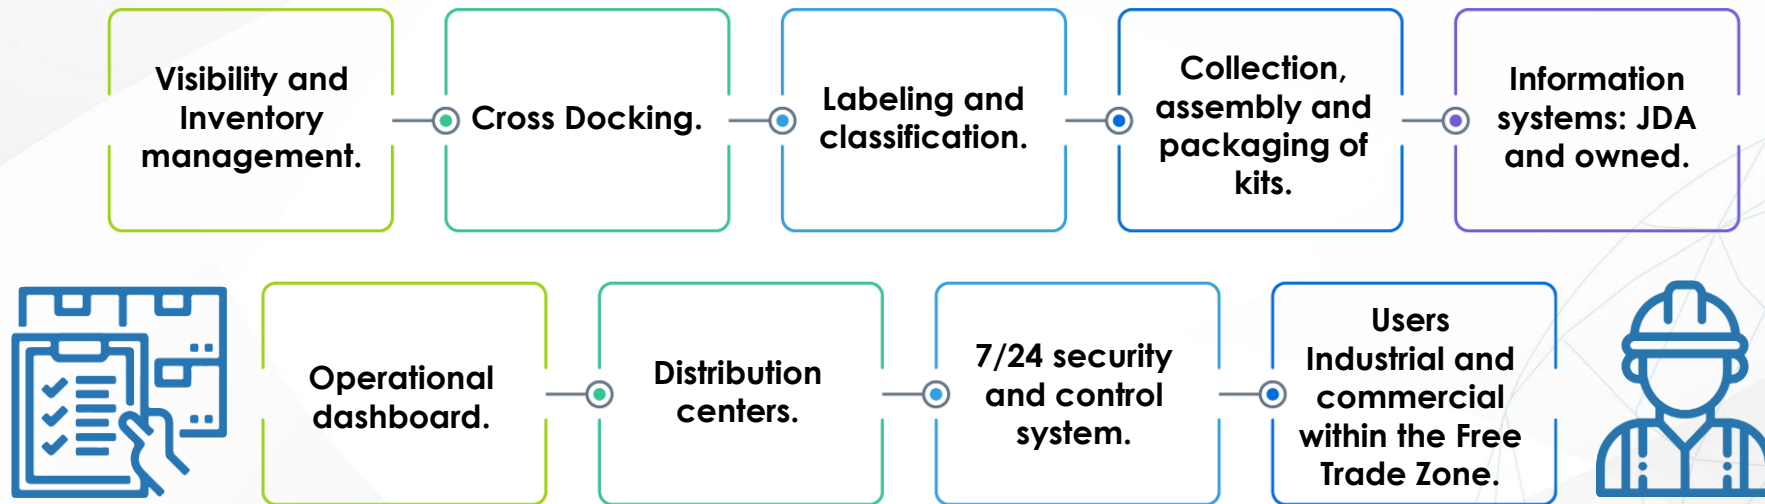 Visibility and
Inventory
management.
Cross Docking.
Labeling and
classification.
Collection,
assembly and
packaging of
kits.
Information
systems: JDA
and owned.
Operational
dashboard.
Distribution
centers.
7/24 security
and control
system.
Users
Industrial and
commercial
within the Free
Trade Zone.